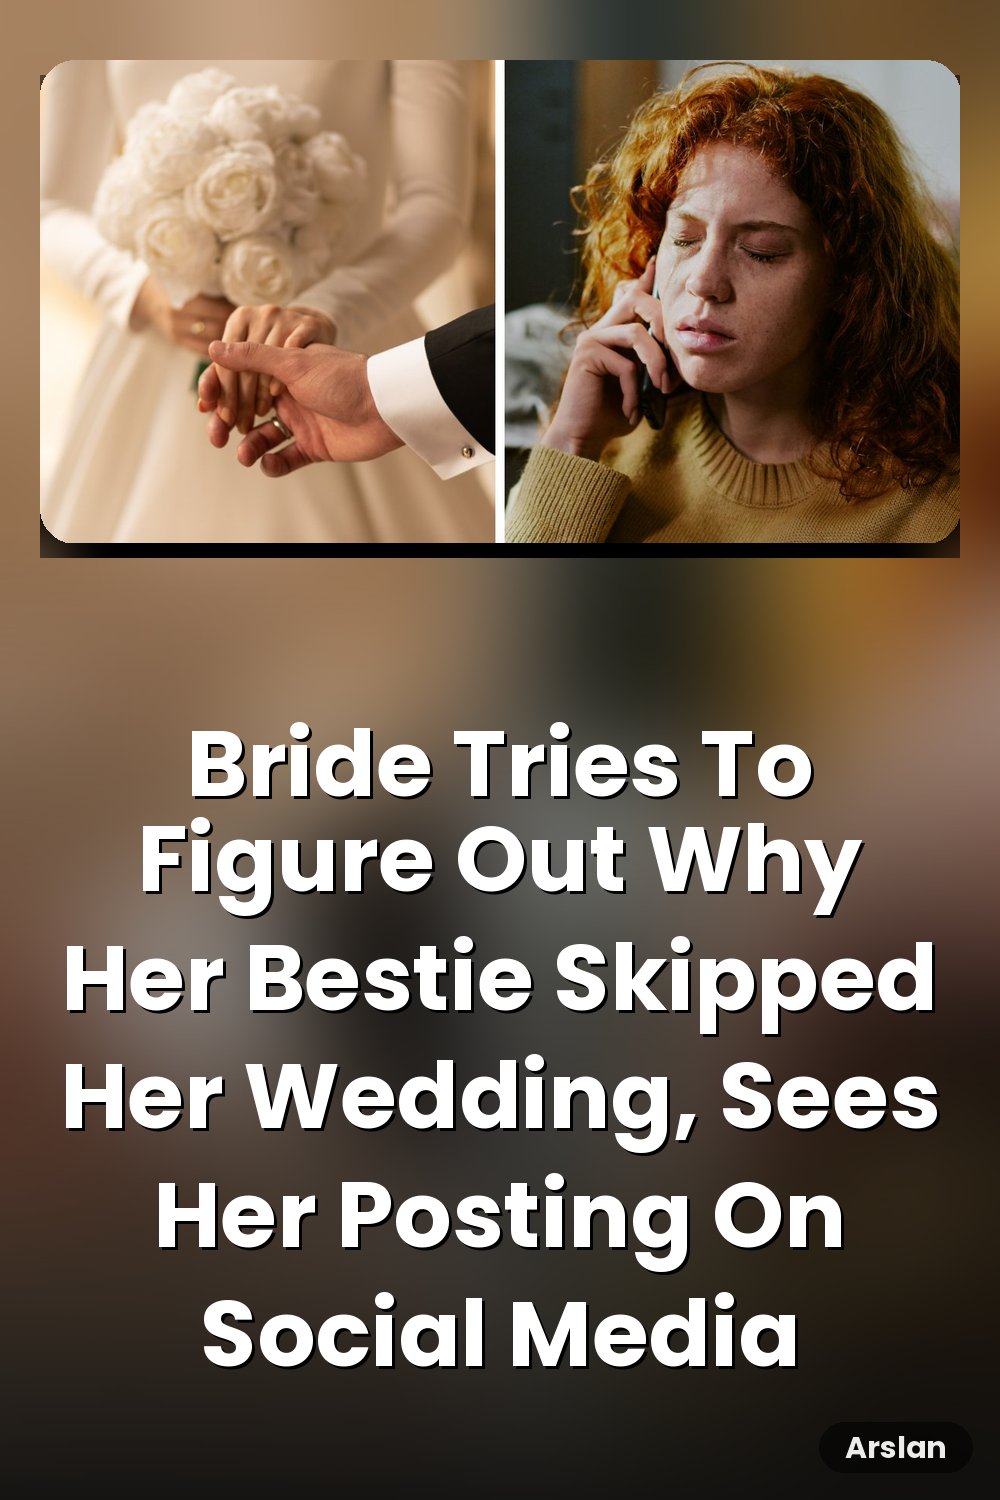 Bride Tries To
Figure Out Why
Her Bestie Skipped
Her Wedding, Sees
Her Posting On
Social Media
Arslan